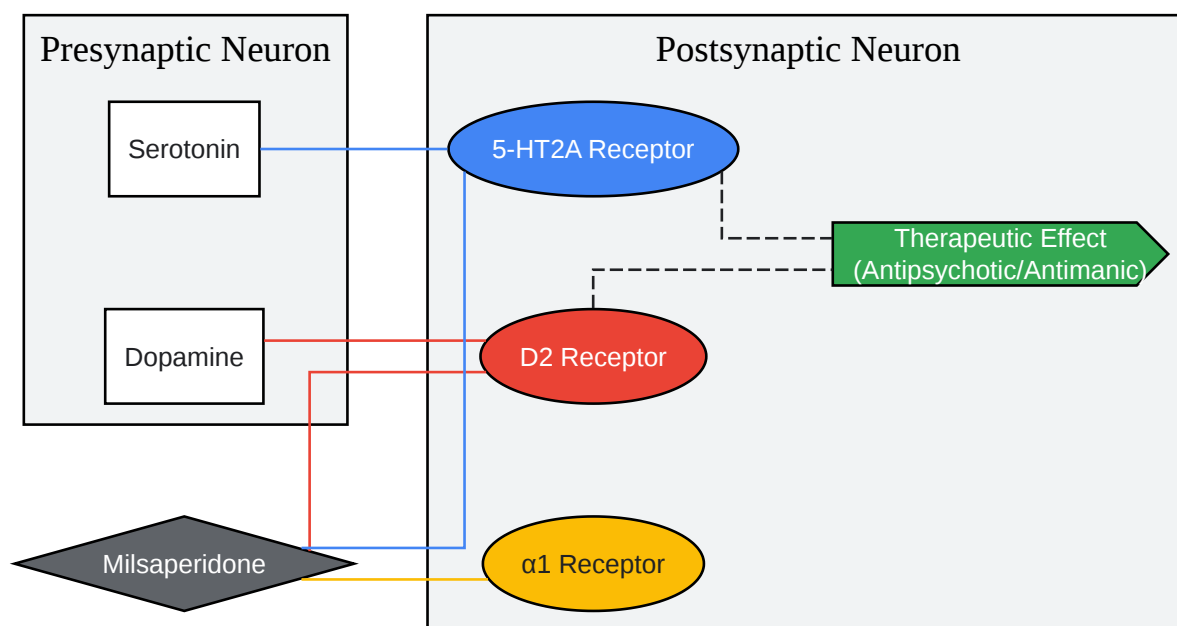 Presynaptic Neuron
Postsynaptic Neuron
Serotonin
5-HT2A Receptor
Therapeutic Effect
(Antipsychotic/Antimanic)
Dopamine
D2 Receptor
Milsaperidone
α1 Receptor